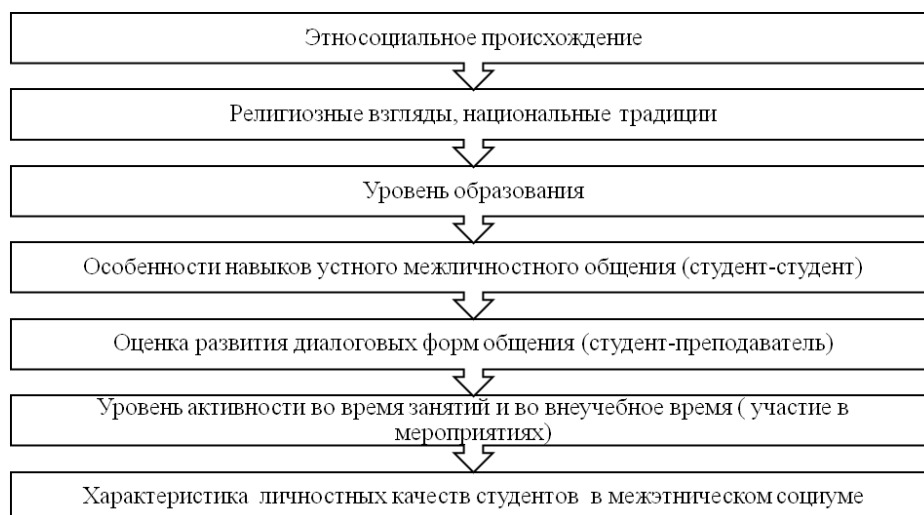 Этносоциальное происхождение
Религиозные взгляды, национальные традиции
Уровень образования
Особенности навыков устного межличностного общения (студент-студент)
Оценка развития диалоговых форм общения (студент-преподаватель)
Уровень активности во время занятий и во внеучебное время ( участие в
мероприятиях)
Характеристика  личностных качеств студентов  в межэтническом социуме